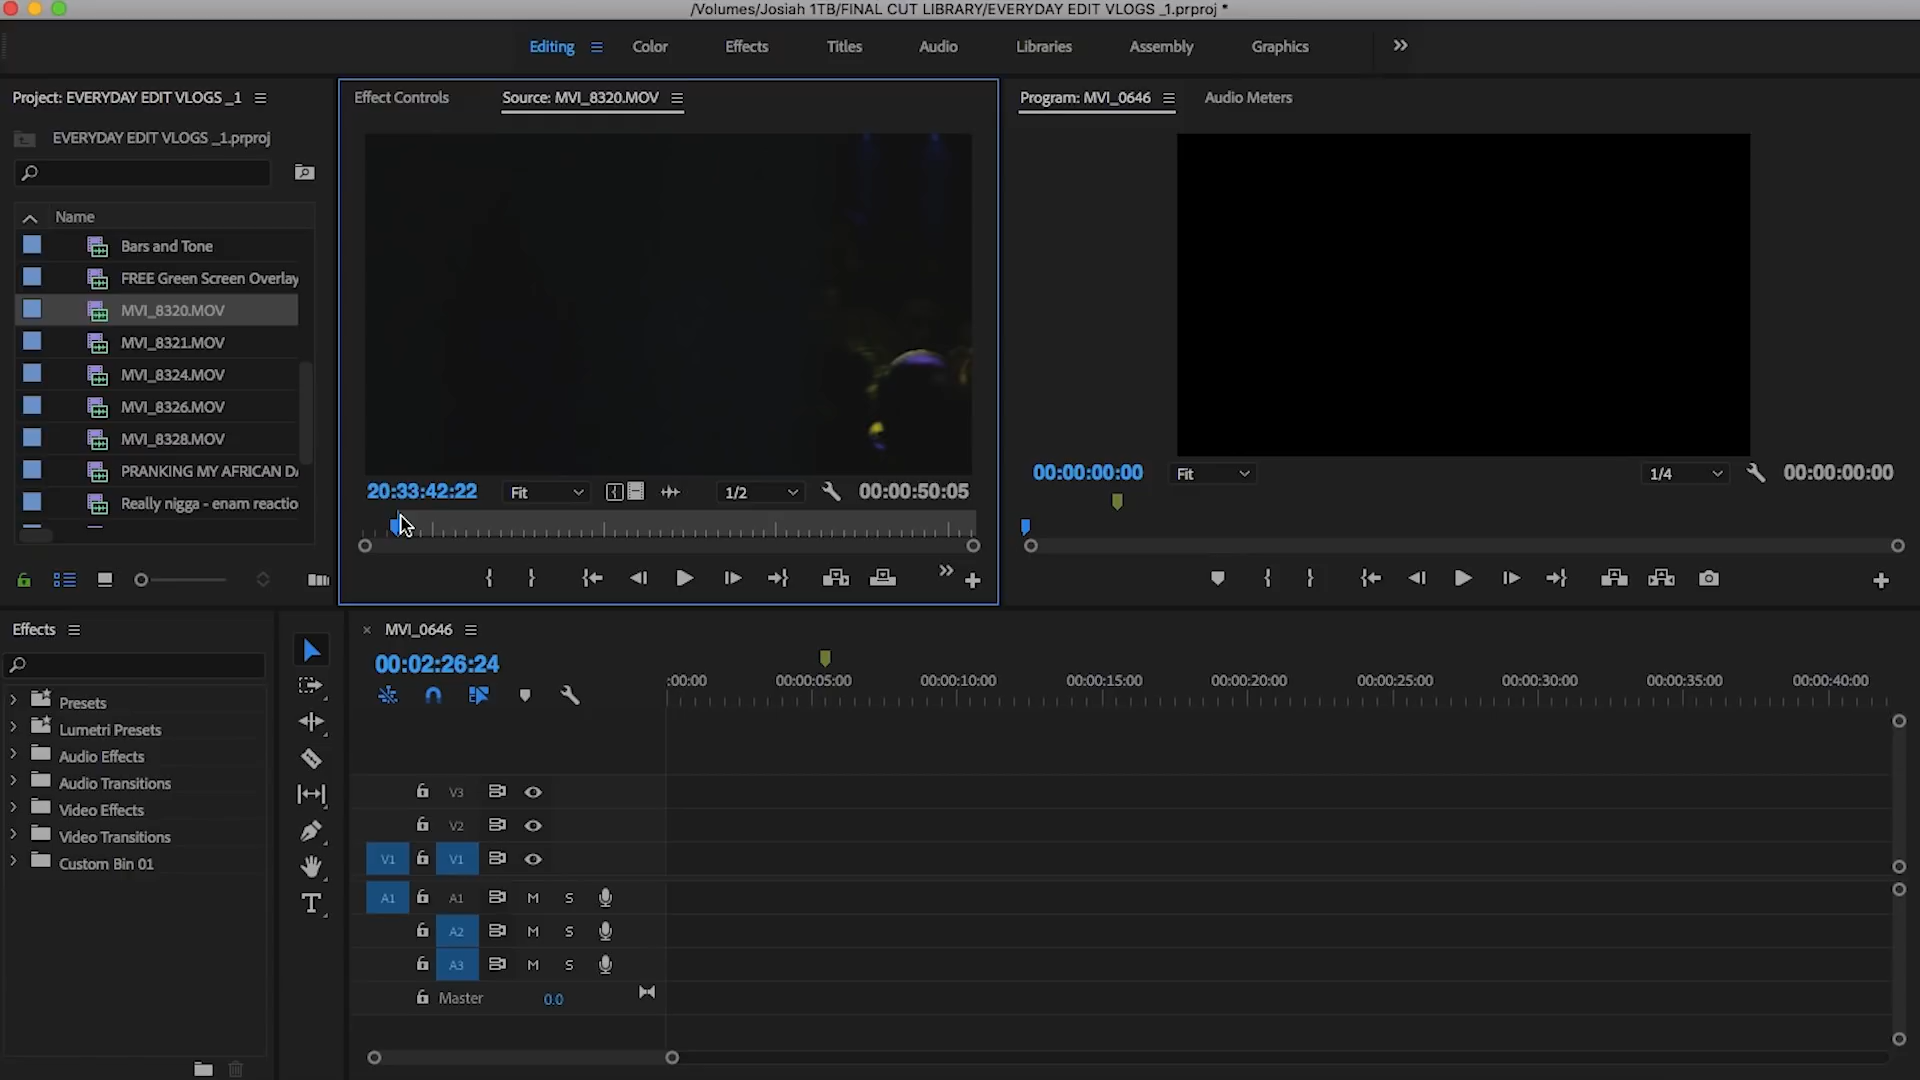 /Volumes/Josiah 1TB/FINAL CUT LIBRARY/EVERYDAY EDIT VLOGS _1.prproj *
Editing
Color
Effects
Titles
Audio
Libraries
Assembly
Graphics
Project: EVERYDAY EDIT VLOGS _1
EVERYDAY EDIT VLOGS _1.prproj
Name
Bars and Tone
FREE Green Screen Overlay
MVI_8320.MOV
MVI_8321.MOV
MVI_8324.MOV
MVI_8326.MOV
MVI_8328.MOV
PRANKING MY AFRICAN DA
Really nigga - enam reactio
Effect Controls
Source: MVI_8320.MOV
20:33:42:22
Fit
1/2
00:00:50:05
Program: MVI_0646
Audio Meters
00:00:00:00
Fit
1/4
00:00:00:00
Effects
Presets
Lumetri Presets
Audio Effects
Audio Transitions
Video Effects
Video Transitions
Custom Bin 01
× MVI_0646
00:02:26:24
:00:00 00:00:05:00 00:00:10:00 00:00:15:00 00:00:20:00 00:00:25:00 00:00:30:00 00:00:35:00 00:00:40:00
V3
V2
V1 V1
A1 A1 M S
A2 M S
A3 M S
Master 0.0